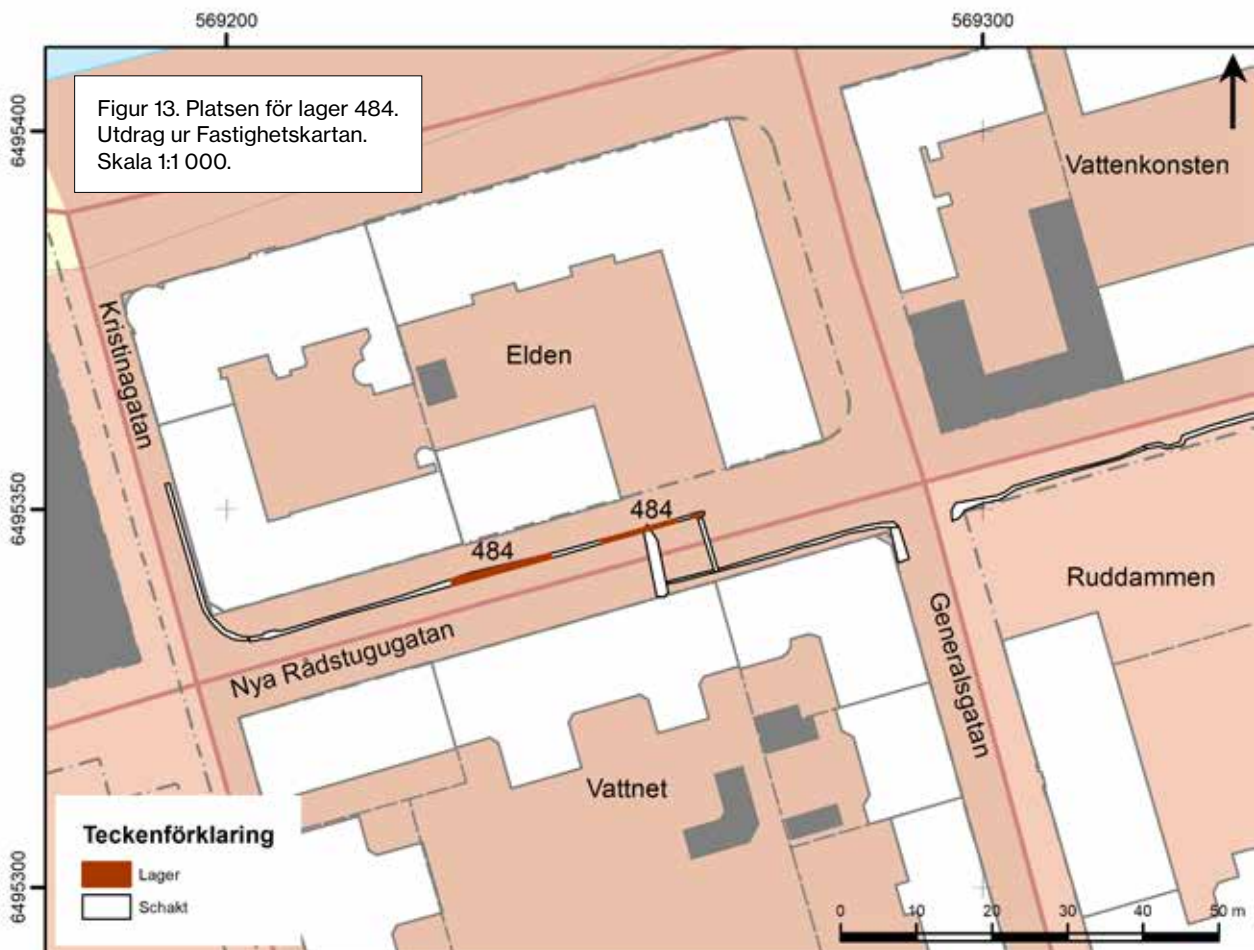 569200
569300
Figur 13. Platsen för lager 484.
Utdrag ur Fastighetskartan.
Skala 1:1 000.
6495400
Vattenkonsten
Kristinagatan
Elden
6495350
484
484
Ruddammen
Generalsgatan
Nya Rådstugugatan
Vattnet
Teckenförklaring
Lager
Schakt
6495300
0 10 20 30 40 50 m